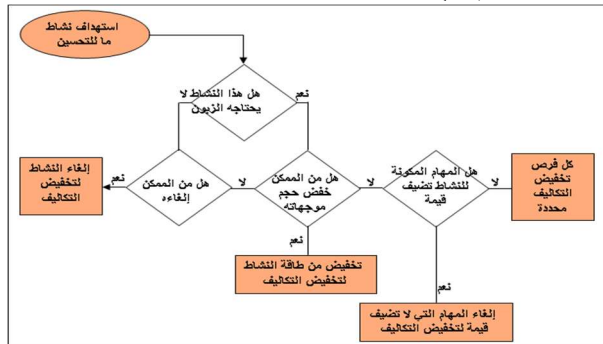 استهداف نشاط
ما للتحسين
هل هذا النشاط
يحتاجه الزبون
لا
نعم
إلغاء النشاط
لتخفيض
التكاليف
نعم
هل من الممكن
إلغاءه
لا
هل من الممكن
خفض حجم
موجهاته
لا
هل المهام المكونة
للنشاط تضيف
قيمة
لا
كل فرص
تخفيض
التكاليف
محددة
نعم
تخفيض من طاقة النشاط
لتخفيض التكاليف
نعم
إلغاء المهام التي لا تضيف
قيمة لتخفيض التكاليف